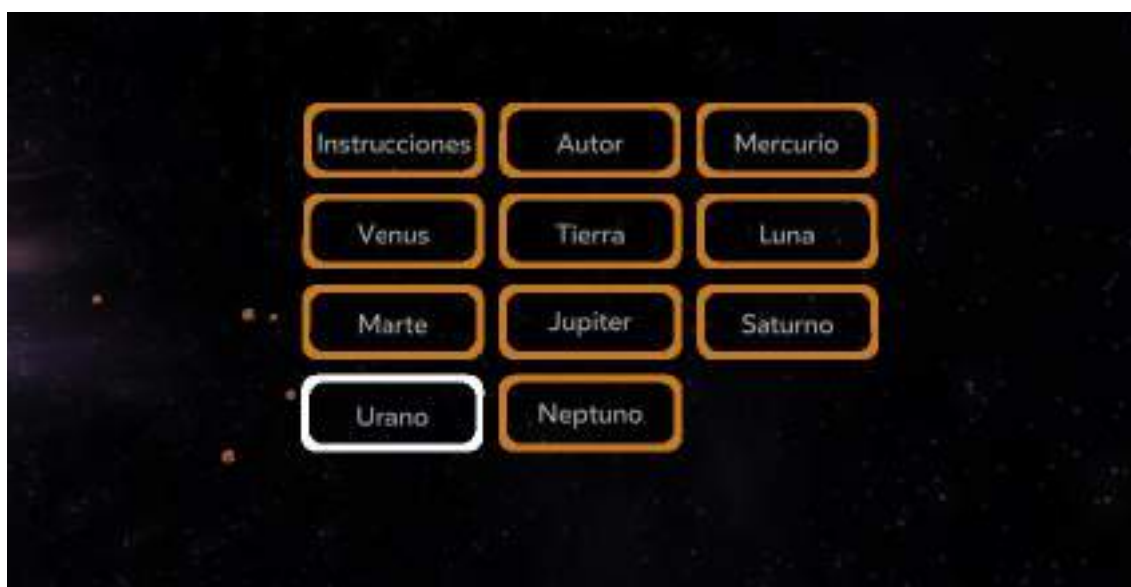 Instrucciones Autor Mercurio
Venus Tierra Luna
Marte Jupiter Saturno
Urano Neptuno